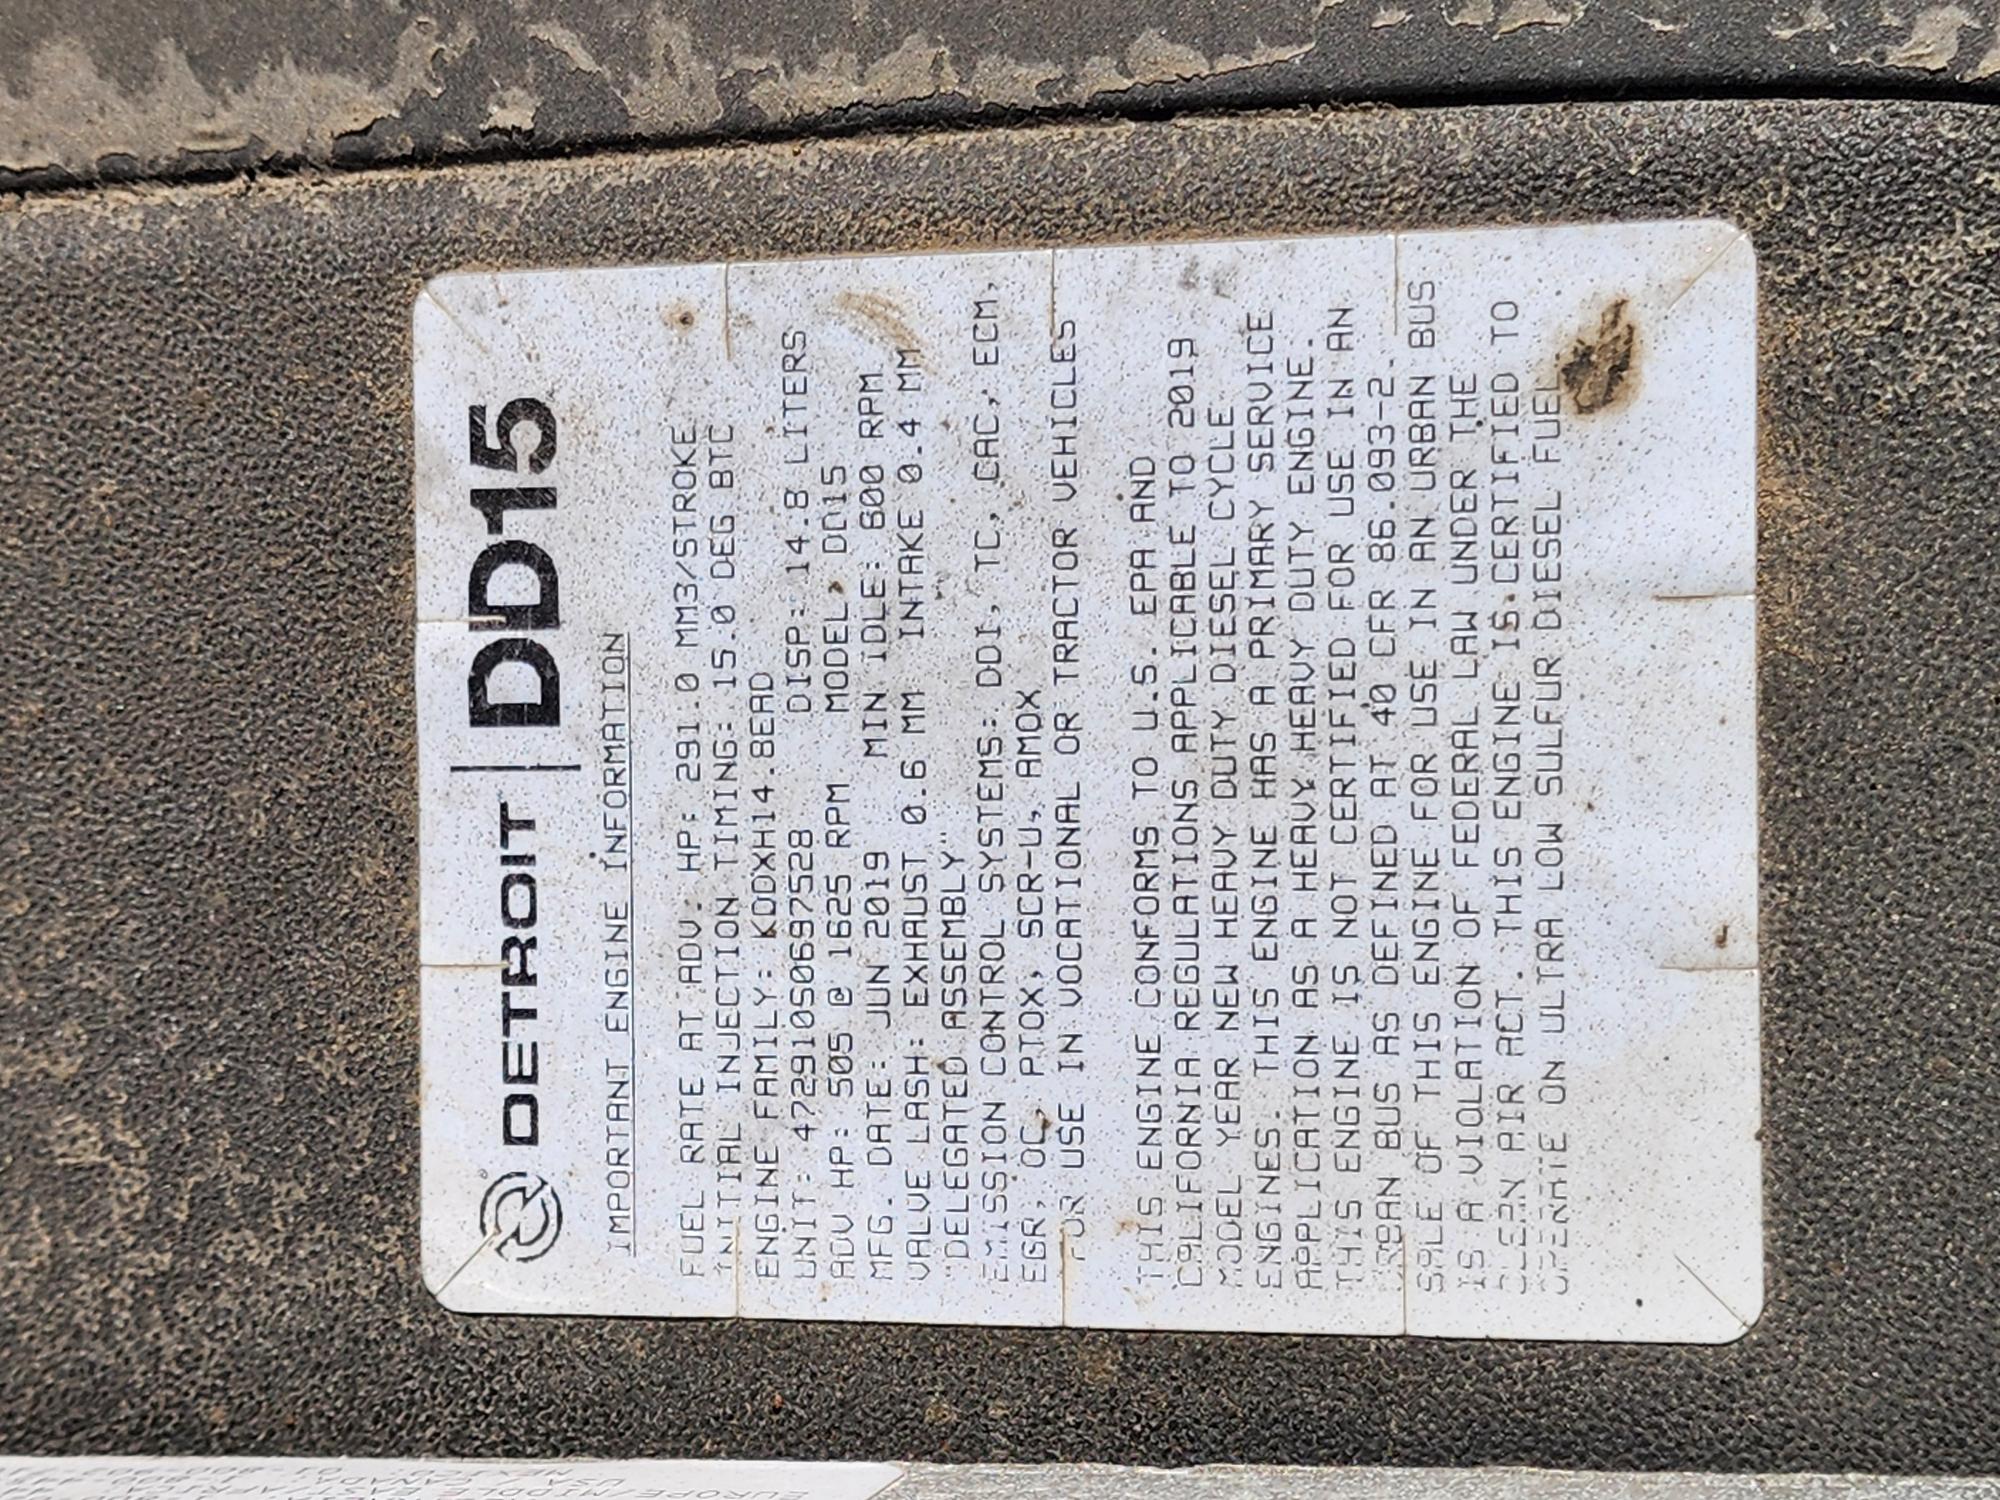 DETROIT | DD15
IMPORTANT ENGINE INFORMATION
FUEL RATE AT ADV. HP: 291.0 MM3/STROKE
INITIAL INJECTION TIMING: 15.0 DEG BTC
ENGINE FAMILY: KDDXH14.8EAD
UNIT: 472910S0697528 DISP: 14.8 LITERS
ADV HP: 505 @ 1625 RPM MODEL DD15
MFG. DATE: JUN 2019 MIN IDLE: 600 RPM
VALVE LASH: EXHAUST 0.6 MM INTAKE 0.4 MM
"DELEGATED ASSEMBLY"
EMISSION CONTROL SYSTEMS: DDI, TC, CAC, ECM,
EGR, OC, PTOX, SCR-U, AMOX
FOR USE IN VOCATIONAL OR TRACTOR VEHICLES
THIS ENGINE CONFORMS TO U.S. EPA AND
CALIFORNIA REGULATIONS APPLICABLE TO 2019
MODEL YEAR NEW HEAVY DUTY DIESEL CYCLE
ENGINES. THIS ENGINE HAS A PRIMARY SERVICE
APPLICATION AS A HEAVY HEAVY DUTY ENGINE.
THIS ENGINE IS NOT CERTIFIED FOR USE IN AN
URBAN BUS AS DEFINED AT 40 CFR 86.093-2.
SALE OF THIS ENGINE FOR USE IN AN URBAN BUS
IS A VIOLATION OF FEDERAL LAW UNDER THE
CLEAN AIR ACT. THIS ENGINE IS CERTIFIED TO
OPERATE ON ULTRA LOW SULFUR DIESEL FUEL
EUROPE/MIDDLE EAST/AFRICA
USA / CANADA
MEXICO